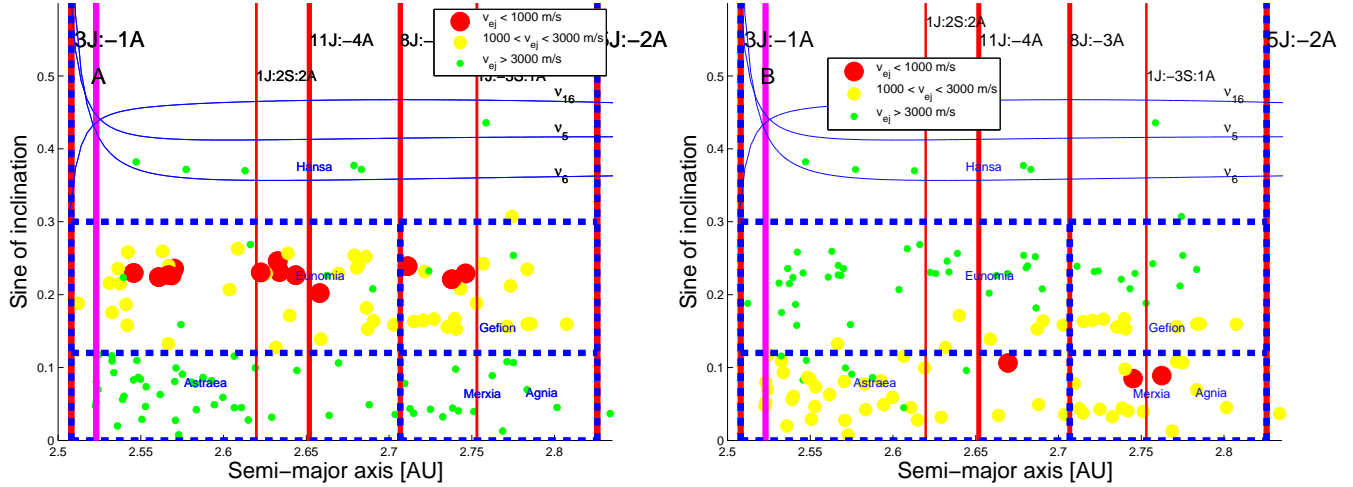 3J:−1A
11J:−4A
8J:−
5J:−2A
v_ej < 1000 m/s
1000 < v_ej < 3000 m/s
v_ej > 3000 m/s
A
1J:2S:2A
1J:−3S:1A
ν_16
ν_5
ν_6
Hansa
Eunomia
Gefion
Astraea
Merxia
Agnia
0.5
0.4
0.3
0.2
0.1
0
2.5
2.55
2.6
2.65
2.7
2.75
2.8
Sine of inclination
Semi−major axis [AU]
1J:2S:2A
3J:−1A
11J:−4A
8J:−3A
5J:−2A
v_ej < 1000 m/s
1000 < v_ej < 3000 m/s
v_ej > 3000 m/s
B
1J:−3S:1A
ν_16
ν_5
ν_6
Hansa
Eunomia
Gefion
Astraea
Merxia
Agnia
0.5
0.4
0.3
0.2
0.1
0
2.5
2.55
2.6
2.65
2.7
2.75
2.8
Sine of inclination
Semi−major axis [AU]